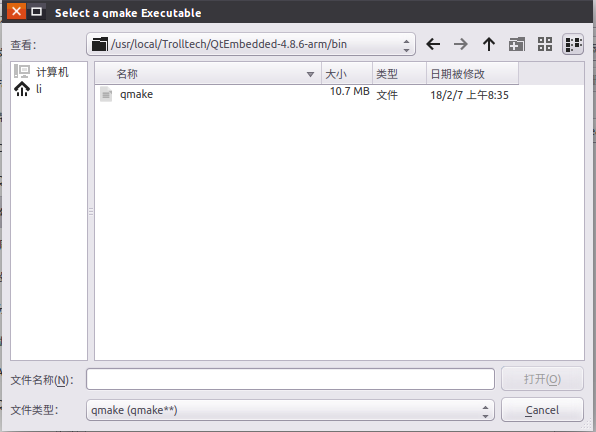 Select a qmake Executable
查看：
/usr/local/Trolltech/QtEmbedded-4.8.6-arm/bin
计算机
li
名称 大小 类型 日期被修改
qmake 10.7 MB 文件 18/2/7 上午8:35
文件名称(N)：
打开(O)
文件类型：
qmake (qmake**)
Cancel